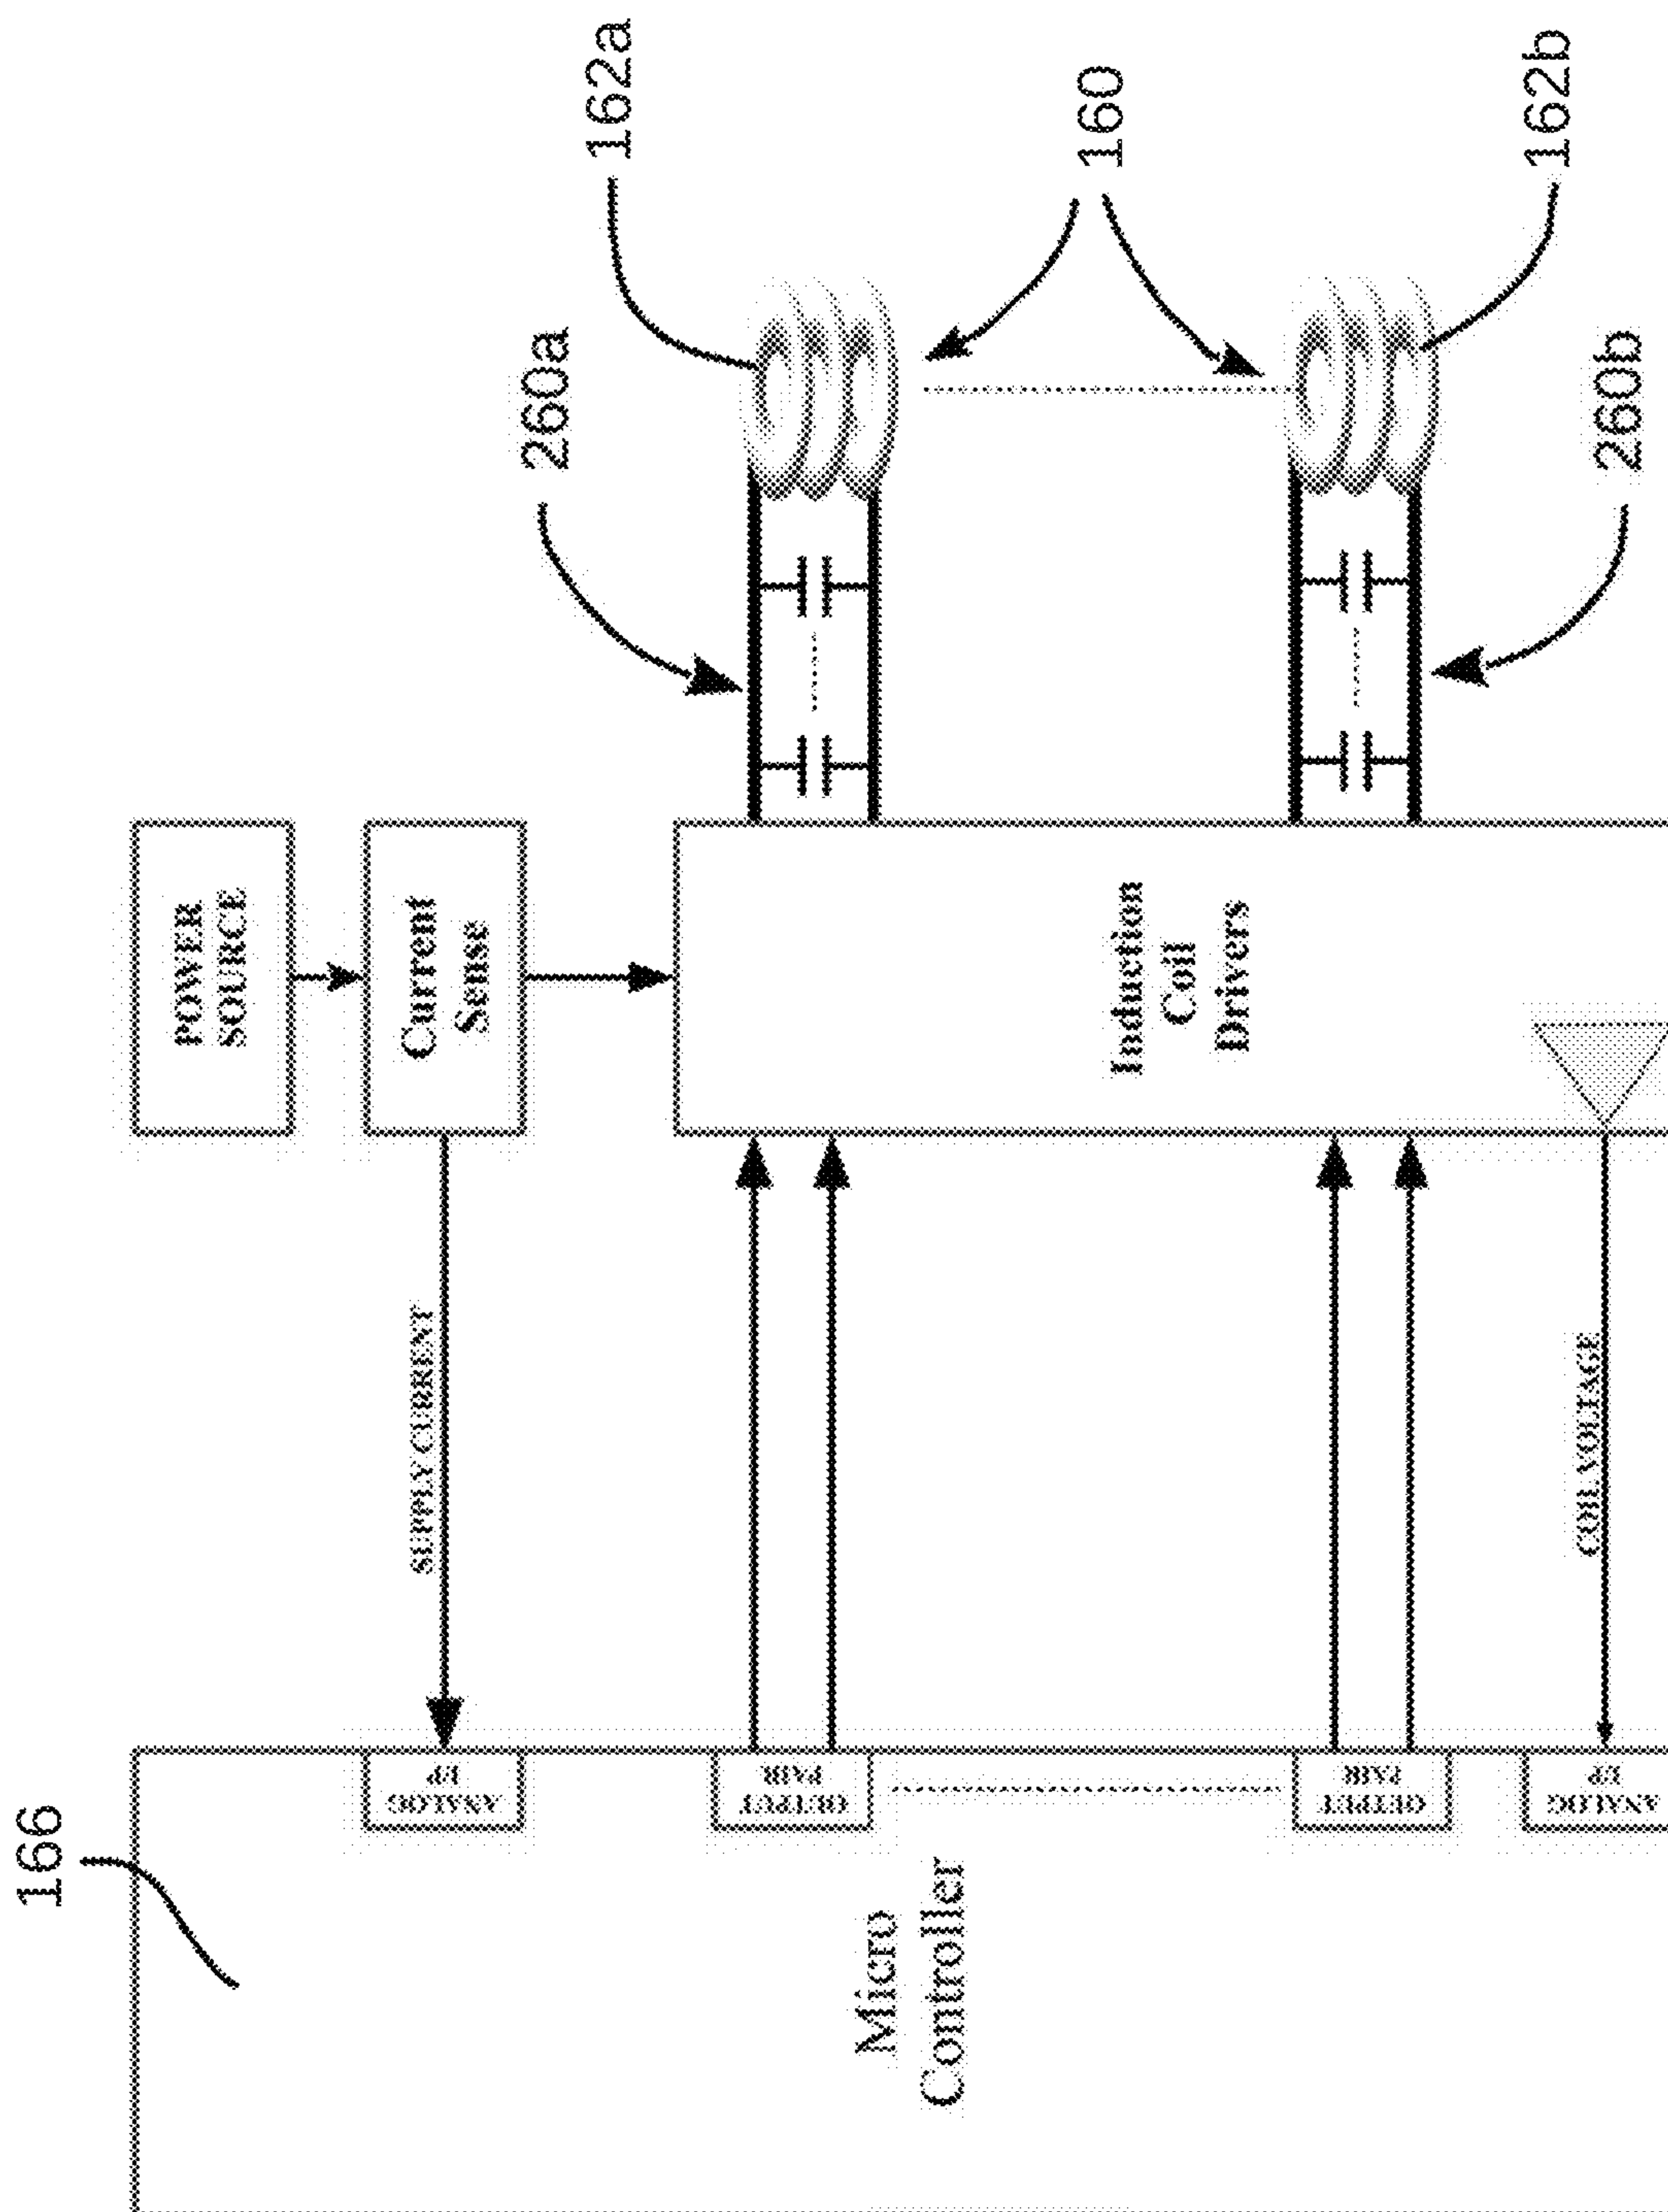 166
162a
160
162b
260a
260b
POWER
SOURCE
Current
Sense
Induction
Coil
Drivers
SUPPLY CURRENT
COIL VOLTAGE
ANALOG
I/P
OUTPUT
PAIR
OUTPUT
PAIR
ANALOG
I/P
Micro
Controller